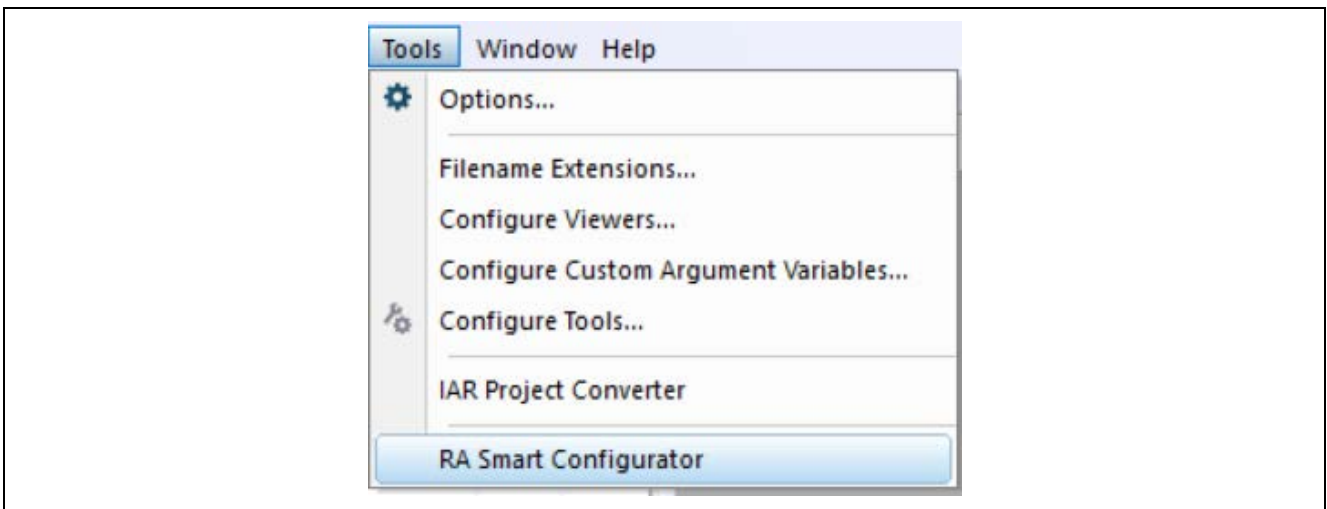 Tools Window Help
Options...
Filename Extensions...
Configure Viewers...
Configure Custom Argument Variables...
Configure Tools...
IAR Project Converter
RA Smart Configurator